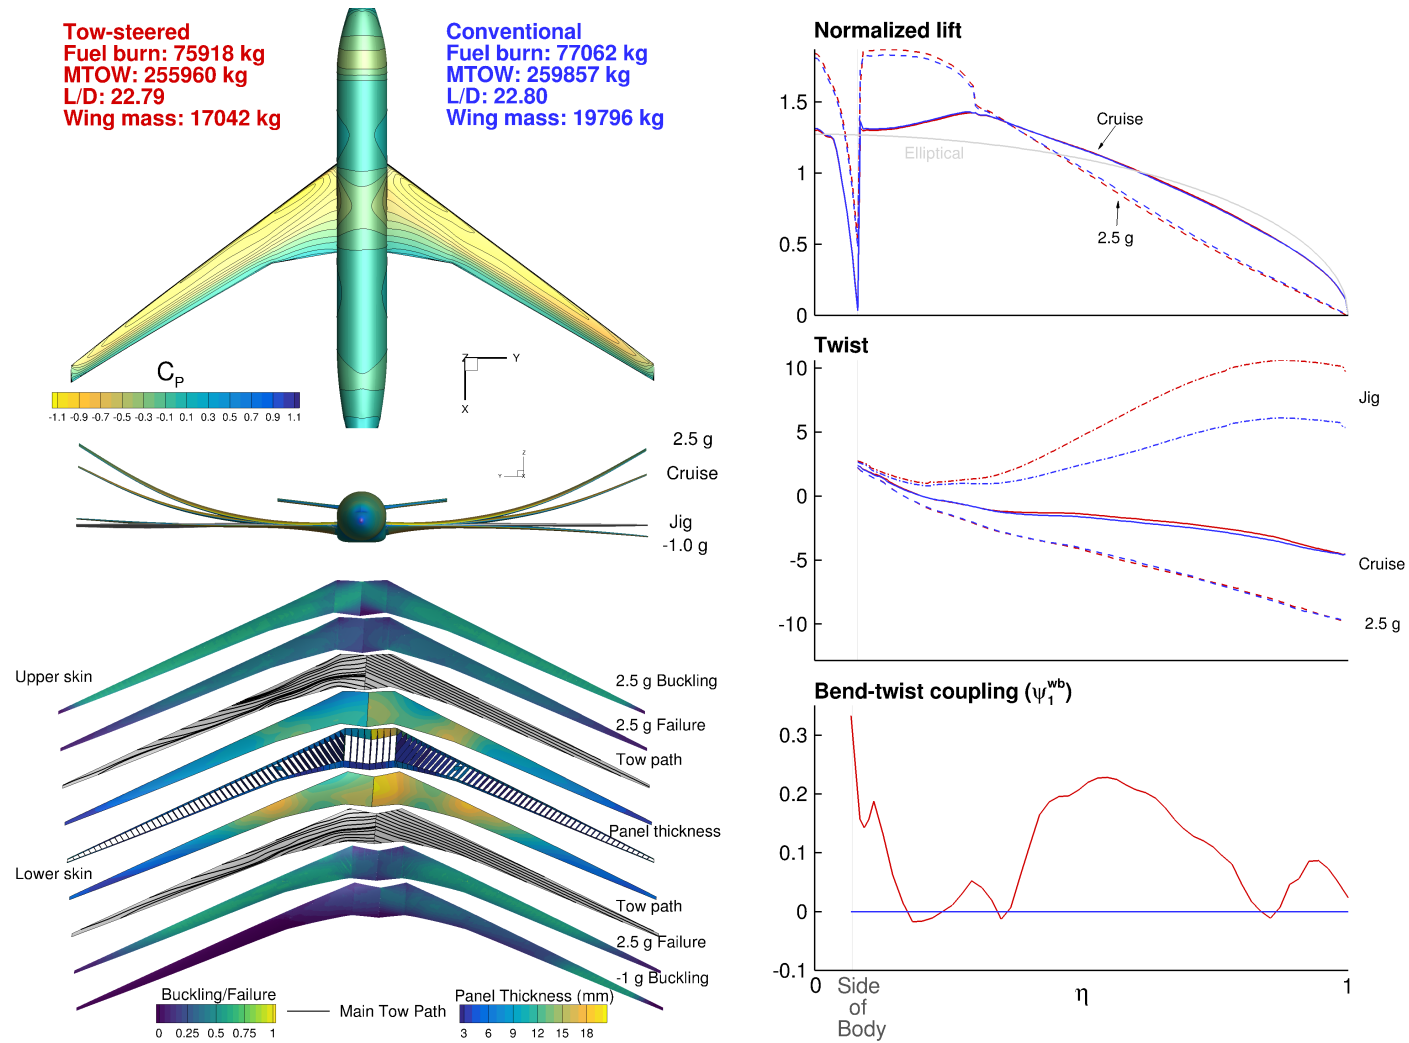 Tow-steered
Fuel burn: 75918 kg
MTOW: 255960 kg
L/D: 22.79
Wing mass: 17042 kg
Conventional
Fuel burn: 77062 kg
MTOW: 259857 kg
L/D: 22.80
Wing mass: 19796 kg
Z Y
X
C_P
-1.1 -0.9 -0.7 -0.5 -0.3 -0.1 0.1 0.3 0.5 0.7 0.9 1.1
2.5 g
Cruise
Jig
-1.0 g
Z
Y X
Upper skin
2.5 g Buckling
2.5 g Failure
Tow path
Panel thickness
Lower skin
Tow path
2.5 g Failure
-1 g Buckling
Buckling/Failure
0 0.25 0.5 0.75 1
Main Tow Path
Panel Thickness (mm)
3 6 9 12 15 18
Normalized lift
1.5
1
0.5
0
Cruise
Elliptical
2.5 g
Twist
10
5
0
-5
-10
Jig
Cruise
2.5 g
Bend-twist coupling (ψ₁ʷᵇ)
0.3
0.2
0.1
0
-0.1
0 η 1
Side
of
Body